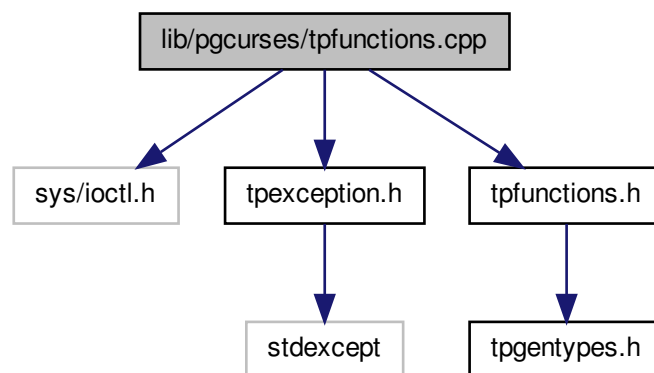 lib/pgcurses/tpfunctions.cpp
sys/ioctl.h
tpexception.h
tpfunctions.h
stdexcept
tpgentypes.h